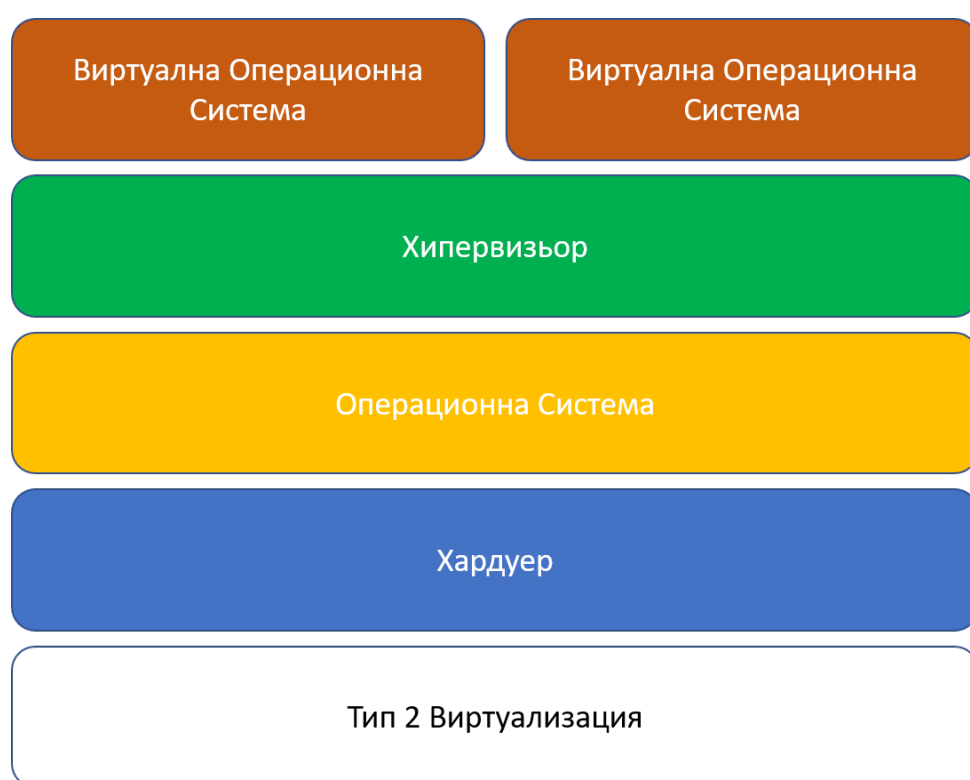 Виртуална Операционна
Система
Виртуална Операционна
Система
Хипервизьор
Операционна Система
Хардуер
Тип 2 Виртуализация